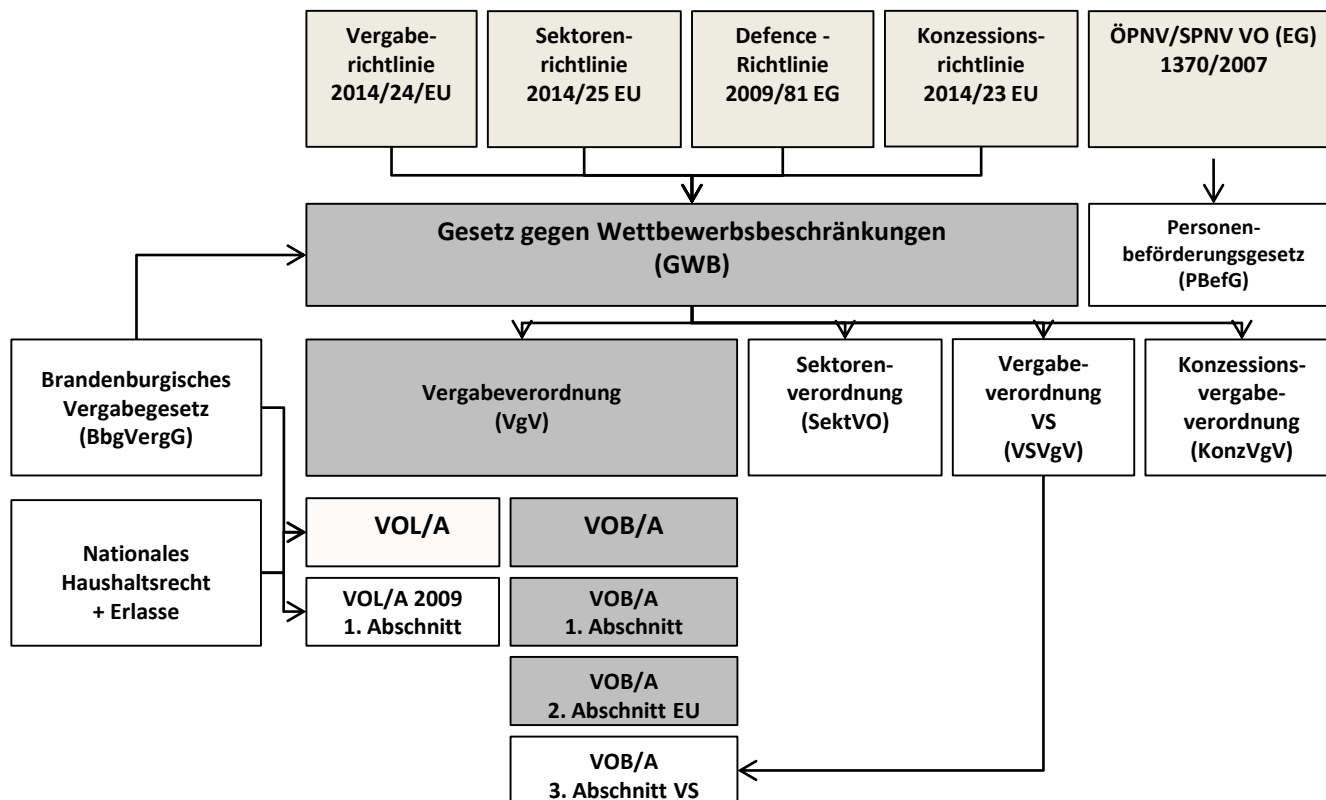 Vergabe-
richtlinie
2014/24/EU
Sektoren-
richtlinie
2014/25 EU
Defence -
Richtlinie
2009/81 EG
Konzessions-
richtlinie
2014/23 EU
ÖPNV/SPNV VO (EG)
1370/2007
Gesetz gegen Wettbewerbsbeschränkungen
(GWB)
Personen-
beförderungsgesetz
(PBefG)
Brandenburgisches
Vergabegesetz
(BbgVergG)
Vergabeverordnung
(VgV)
Sektoren-
verordnung
(SektVO)
Vergabe-
verordnung
VS
(VSVgV)
Konzessions-
vergabe-
verordnung
(KonzVgV)
Nationales
Haushaltsrecht
+ Erlasse
VOL/A
VOB/A
VOL/A 2009
1. Abschnitt
VOB/A
1. Abschnitt
VOB/A
2. Abschnitt EU
VOB/A
3. Abschnitt VS